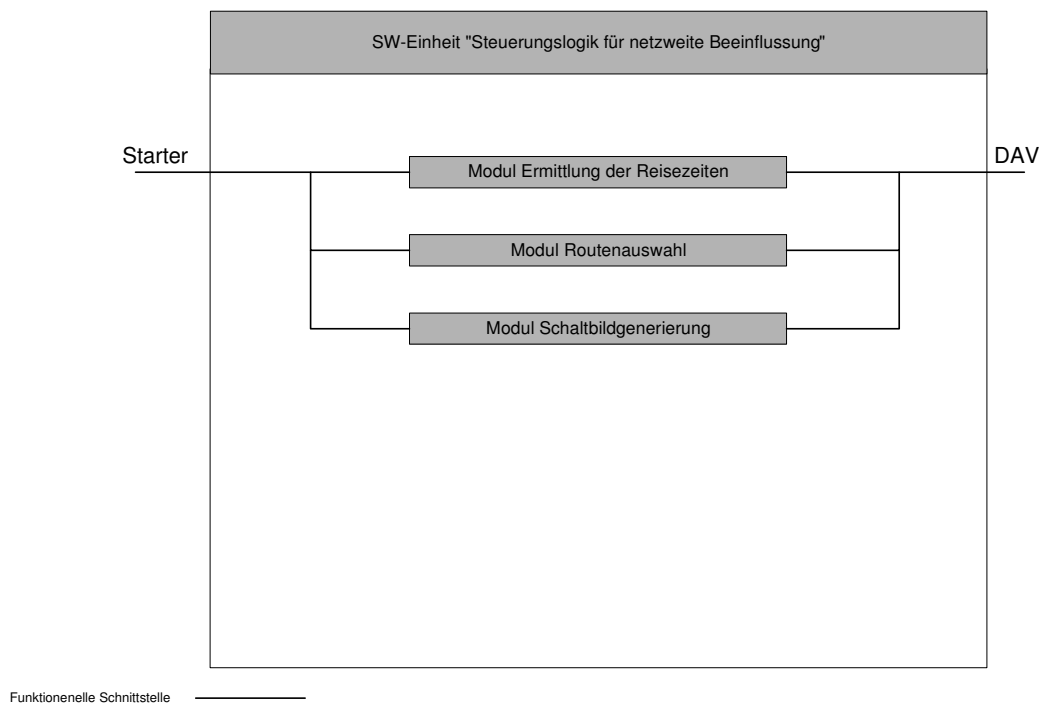 SW-Einheit "Steuerungslogik für netzweite Beeinflussung"
Starter
DAV
Modul Ermittlung der Reisezeiten
Modul Routenauswahl
Modul Schaltbildgenerierung
Funktionenelle Schnittstelle